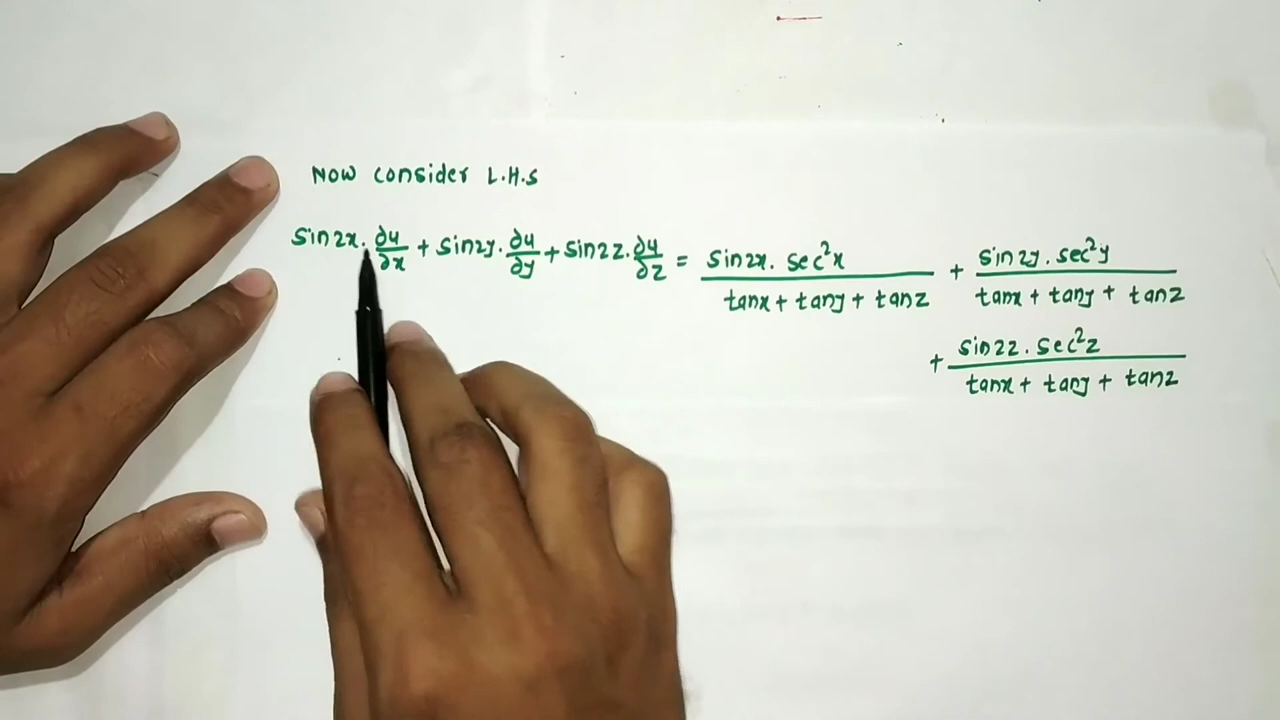 Now consider L.H.S
sin2x.∂u/∂x + sin2y.∂u/∂y + sin2z.∂u/∂z = sin2x. sec²x / tanx + tany + tanz + sin2y. sec²y / tanx + tany + tanz
+ sin2z. sec²z / tanx + tany + tanz